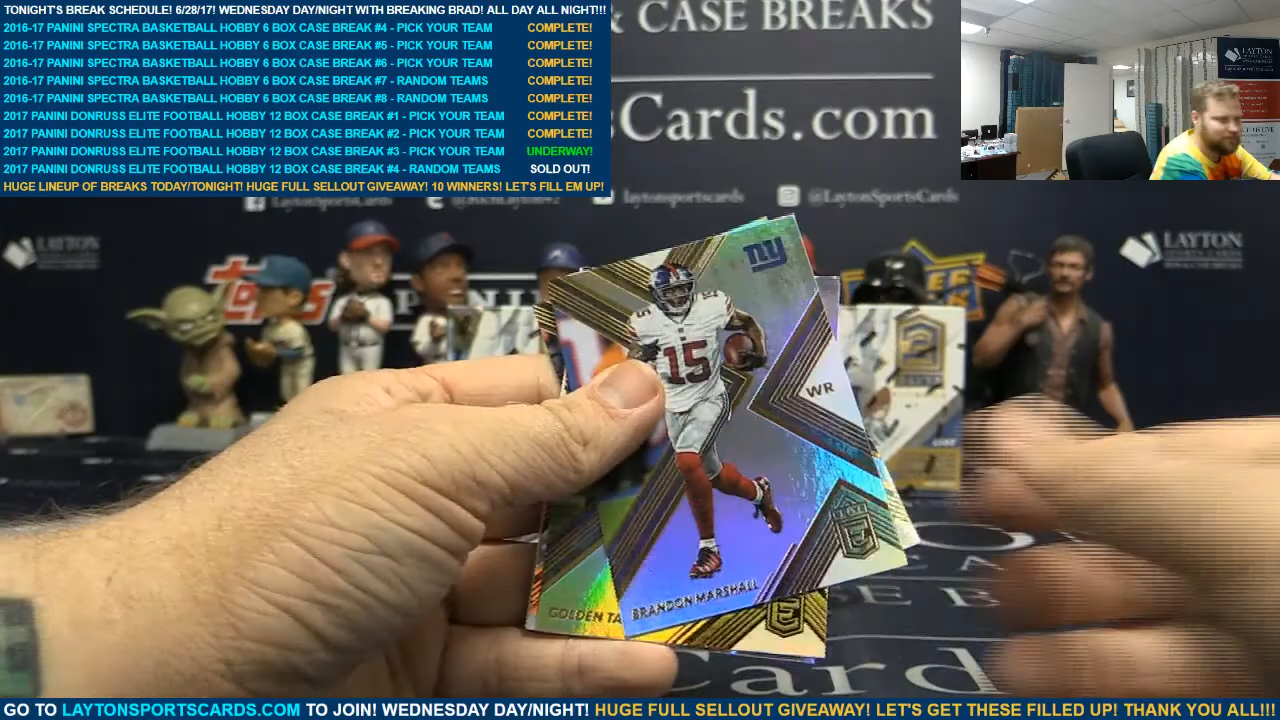 TONIGHT'S BREAK SCHEDULE! 6/28/17! WEDNESDAY DAY/NIGHT WITH BREAKING BRAD! ALL DAY ALL NIGHT!!!
2016-17 PANINI SPECTRA BASKETBALL HOBBY 6 BOX CASE BREAK #4 - PICK YOUR TEAM COMPLETE!
2016-17 PANINI SPECTRA BASKETBALL HOBBY 6 BOX CASE BREAK #5 - PICK YOUR TEAM COMPLETE!
2016-17 PANINI SPECTRA BASKETBALL HOBBY 6 BOX CASE BREAK #6 - PICK YOUR TEAM COMPLETE!
2016-17 PANINI SPECTRA BASKETBALL HOBBY 6 BOX CASE BREAK #7 - RANDOM TEAMS COMPLETE!
2016-17 PANINI SPECTRA BASKETBALL HOBBY 6 BOX CASE BREAK #8 - RANDOM TEAMS COMPLETE!
2017 PANINI DONRUSS ELITE FOOTBALL HOBBY 12 BOX CASE BREAK #1 - PICK YOUR TEAM COMPLETE!
2017 PANINI DONRUSS ELITE FOOTBALL HOBBY 12 BOX CASE BREAK #2 - PICK YOUR TEAM COMPLETE!
2017 PANINI DONRUSS ELITE FOOTBALL HOBBY 12 BOX CASE BREAK #3 - PICK YOUR TEAM UNDERWAY!
2017 PANINI DONRUSS ELITE FOOTBALL HOBBY 12 BOX CASE BREAK #4 - RANDOM TEAMS SOLD OUT!
HUGE LINEUP OF BREAKS TODAY/TONIGHT! HUGE FULL SELLOUT GIVEAWAY! 10 WINNERS! LET'S FILL EM UP!
& CASE BREAKS
sCards.com
LAYTON
laytonsportscards
@LaytonSportsCards
LAYTON
LAYTON
topps
PANINI
NY
15
15
WR
BRANDON MARSHALL
GOLDEN TA
GO TO LAYTONSPORTSCARDS.COM TO JOIN! WEDNESDAY DAY/NIGHT! HUGE FULL SELLOUT GIVEAWAY! LET'S GET THESE FILLED UP! THANK YOU ALL!!!